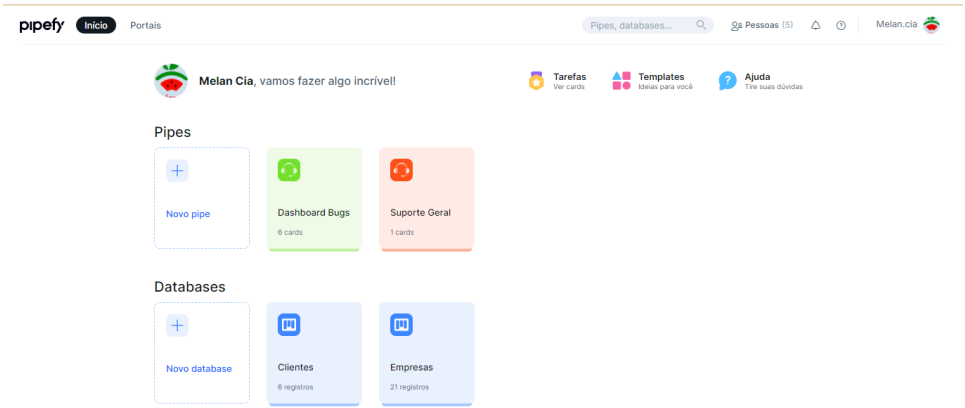 pipefy Início Portais Pipes, databases... Pessoas (5) Melan.cia
Melan Cia, vamos fazer algo incrível!
Tarefas
Ver cards
Templates
Ideias para você
Ajuda
Tire suas dúvidas
Pipes
Novo pipe
Dashboard Bugs
6 cards
Suporte Geral
1 cards
Databases
Novo database
Clientes
6 registros
Empresas
21 registros